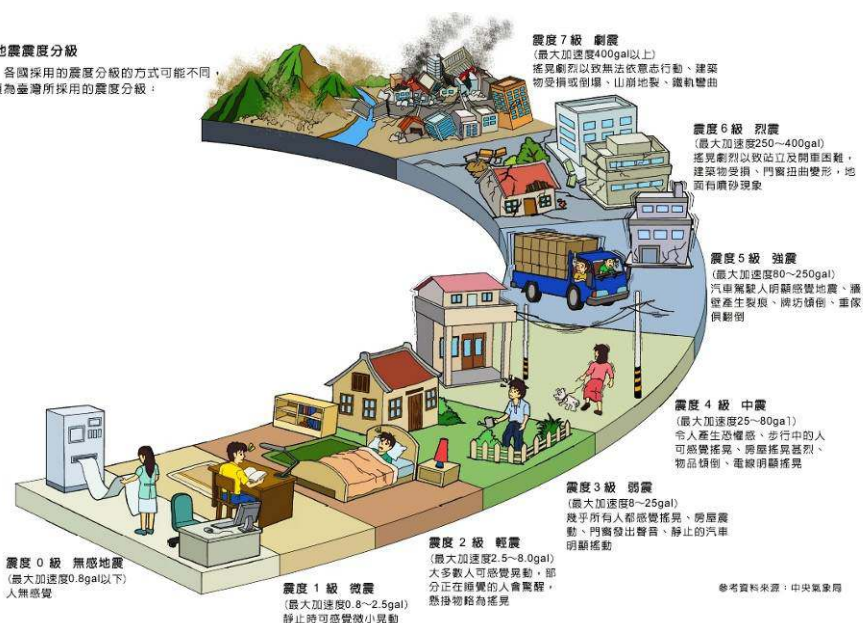 地震震度分級
各國採用的震度分級的方式可能不同,
為臺灣所採用的震度分級:
震度7級 劇震
(最大加速度400gal以上)
搖晃劇烈以致無法依意志行動、建築
物受損或倒塌、山崩地裂、鐵軌彎曲
震度6級 烈震
(最大加速度250~400gal)
搖晃劇烈以致站立及開車困難,
建築物受損、門窗扭曲變形,地
面有噴砂現象
震度5級 強震
(最大加速度80~250gal)
汽車駕駛人明顯感覺地震、牆
壁產生裂痕、牌坊傾倒、重傢
俱翻倒
震度 4 級 中震
(最大加速度25~80gal)
令人產生恐懼感、步行中的人
可感覺搖晃、房屋搖晃甚烈、
物品傾倒、電線明顯搖晃
震度3級 弱震
(最大加速度8~25gal)
幾乎所有人都感覺搖晃、房屋震
動、門窗發出聲音、靜止的汽車
明顯搖動
震度 2 級 輕震
(最大加速度2.5~8.0gal)
大多數人可感覺晃動,部
分正在睡覺的人會驚醒,
懸掛物略為搖晃
震度 1 級 微震
(最大加速度0.8~2.5gal)
靜止時可感覺微小晃動
震度 0 級 無感地震
(最大加速度0.8gal以下)
人無感覺
參考資料來源:中央氣象局